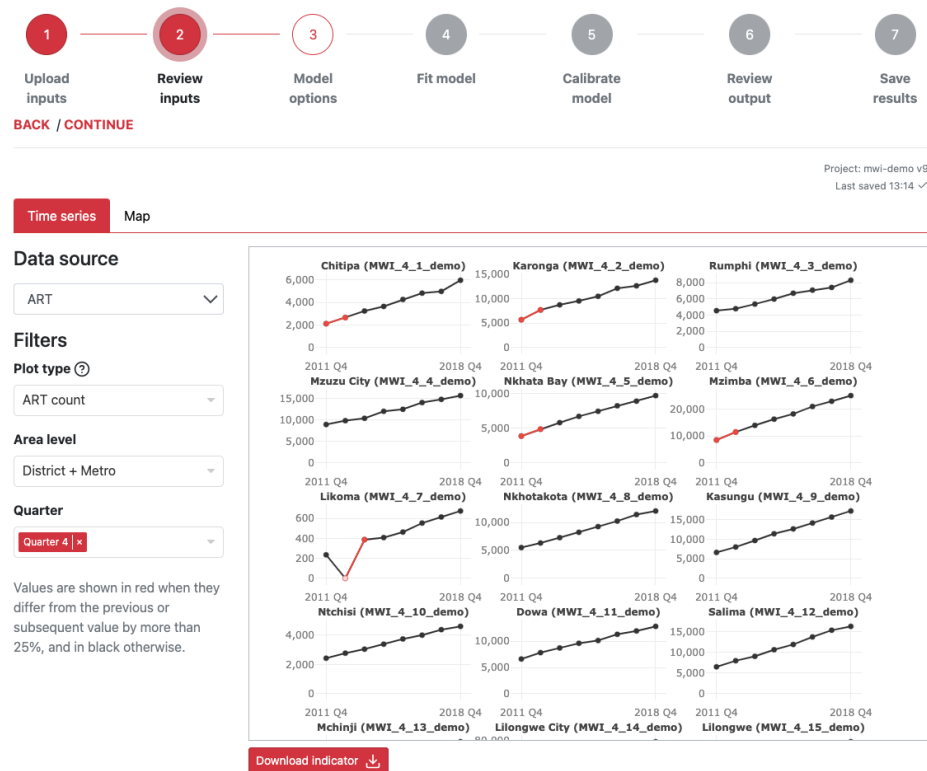 1
2
3
4
5
6
7
Upload inputs
Review inputs
Model options
Fit model
Calibrate model
Review output
Save results
BACK / CONTINUE
Project: mwi-demo v9
Last saved 13:14 ✓
Time series
Map
Data source
ART
Filters
Plot type ?
ART count
Area level
District + Metro
Quarter
Quarter 4 ×
Values are shown in red when they
differ from the previous or
subsequent value by more than
25%, and in black otherwise.
Chitipa (MWI_4_1_demo)
6,000
4,000
2,000
0
2011 Q4
2018 Q4
Karonga (MWI_4_2_demo)
15,000
10,000
5,000
0
2011 Q4
2018 Q4
Rumphi (MWI_4_3_demo)
8,000
6,000
4,000
2,000
0
2011 Q4
2018 Q4
Mzuzu City (MWI_4_4_demo)
15,000
10,000
5,000
0
2011 Q4
2018 Q4
Nkhata Bay (MWI_4_5_demo)
10,000
5,000
0
2011 Q4
2018 Q4
Mzimba (MWI_4_6_demo)
20,000
10,000
0
2011 Q4
2018 Q4
Likoma (MWI_4_7_demo)
600
400
200
0
2011 Q4
2018 Q4
Nkhotakota (MWI_4_8_demo)
10,000
5,000
0
2011 Q4
2018 Q4
Kasungu (MWI_4_9_demo)
15,000
10,000
5,000
0
2011 Q4
2018 Q4
Ntchisi (MWI_4_10_demo)
4,000
2,000
0
2011 Q4
2018 Q4
Dowa (MWI_4_11_demo)
10,000
5,000
0
2011 Q4
2018 Q4
Salima (MWI_4_12_demo)
15,000
10,000
5,000
0
2011 Q4
2018 Q4
Mchinji (MWI_4_13_demo)
Lilongwe City (MWI_4_14_demo)
Lilongwe (MWI_4_15_demo)
Download indicator